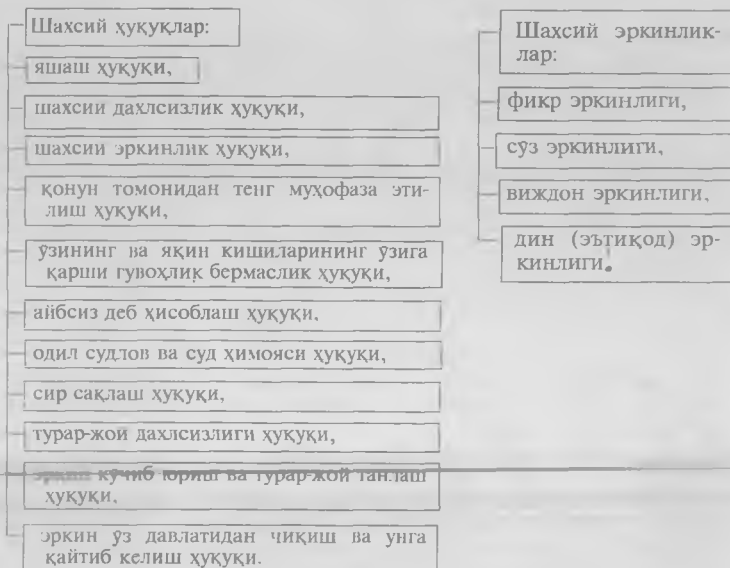 Шахсий ҳуқуқлар:
яшаш ҳуқуқи,
шахсий дахлсизлик ҳуқуқи,
шахсий эркинлик ҳуқуқи,
қонун томонидан тенг муҳофаза эти-
лиш ҳуқуқи,
ўзининг ва яқин кишиларининг ўзига
қарши гувоҳлик бермаслик ҳуқуқи,
айбсиз деб ҳисоблаш ҳуқуқи,
одил судлов ва суд ҳимояси ҳуқуқи,
сир сақлаш ҳуқуқи,
турар-жой дахлсизлиги ҳуқуқи,
эркин кўчиб юриш ва турар-жой танлаш
ҳуқуқи,
эркин ўз давлатидан чиқиш ва унга
қайтиб келиш ҳуқуқи.
Шахсий эркинлик-
лар:
фикр эркинлиги,
сўз эркинлиги,
виждон эркинлиги,
дин (эътиқод) эр-
кинлиги.